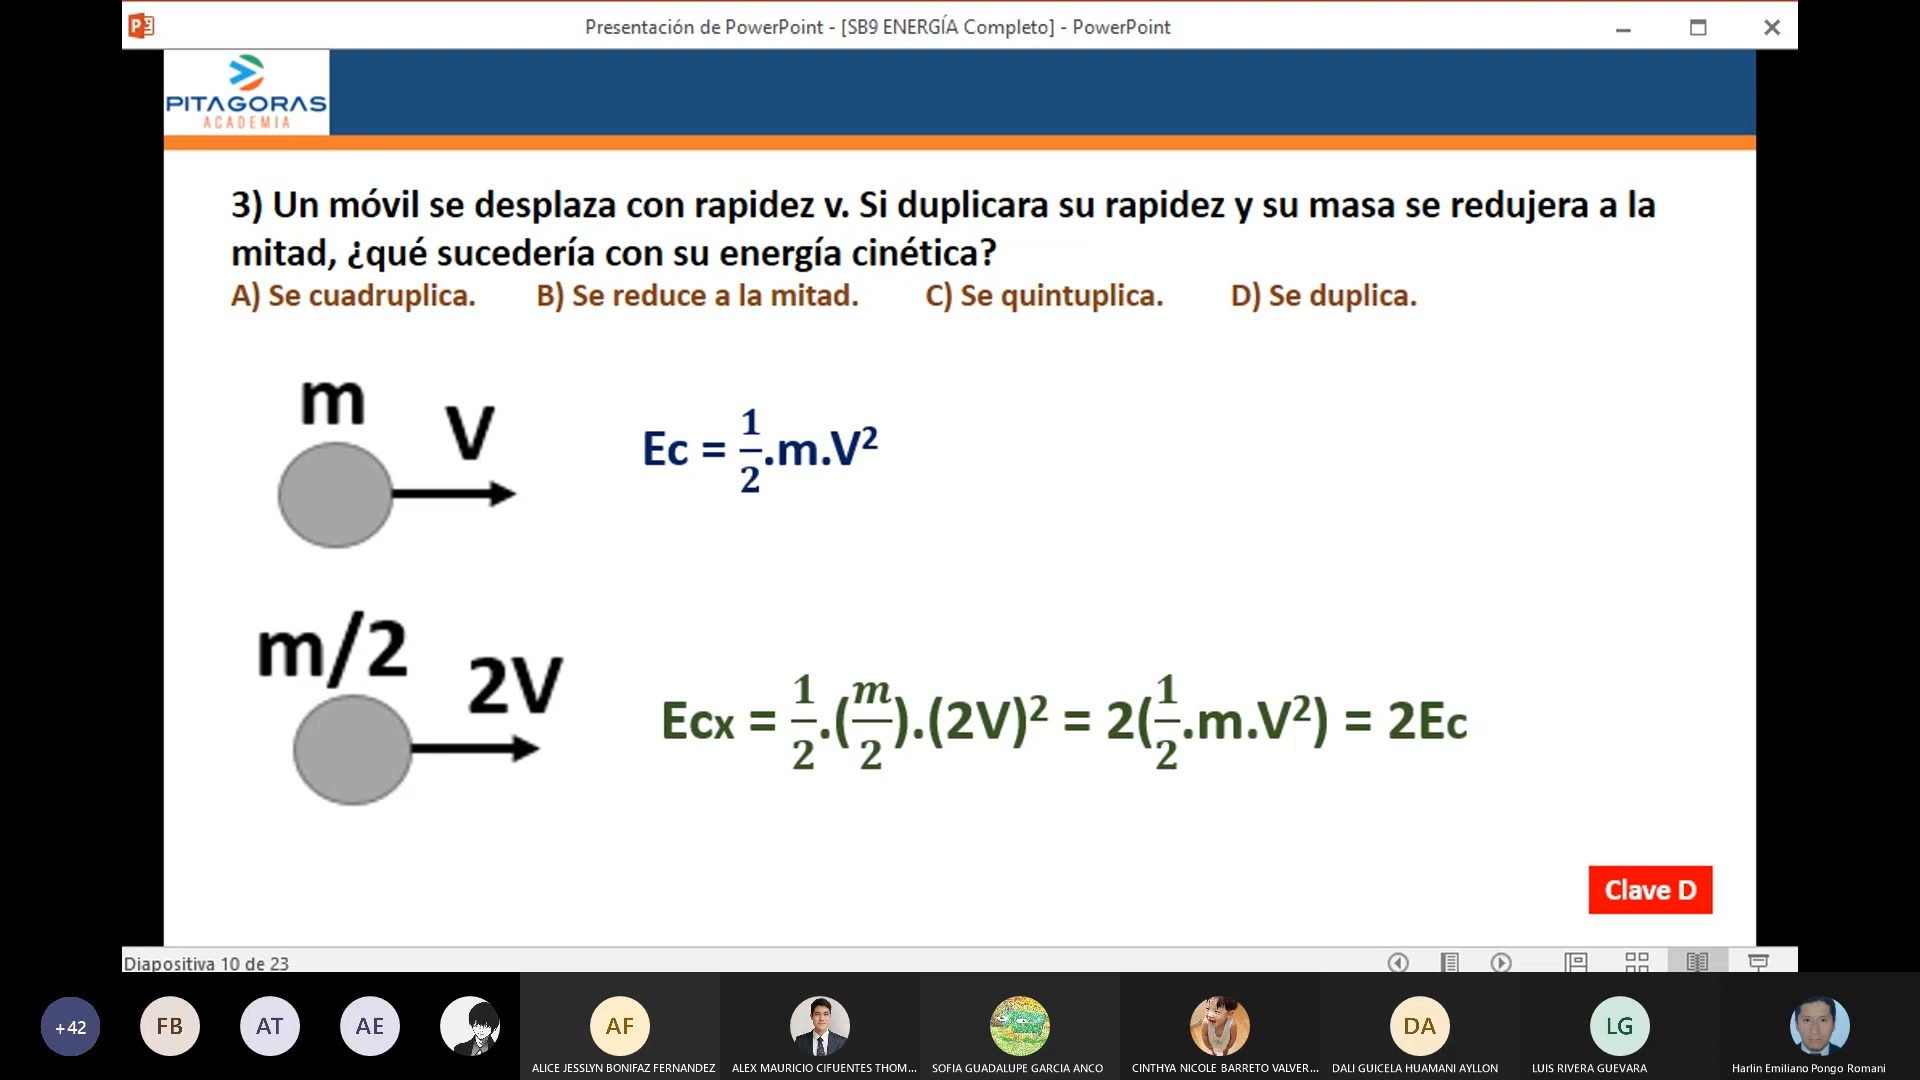 Presentación de PowerPoint - [SB9 ENERGÍA Completo] - PowerPoint
PITAGORAS
ACADEMIA
3) Un móvil se desplaza con rapidez v. Si duplicara su rapidez y su masa se redujera a la
mitad, ¿qué sucedería con su energía cinética?
A) Se cuadruplica. B) Se reduce a la mitad. C) Se quintuplica. D) Se duplica.
m
V
Ec = 1/2.m.V²
m/2
2V
Ecx = 1/2.(m/2).(2V)² = 2(1/2.m.V²) = 2Ec
Clave D
Diapositiva 10 de 23
+42 FB AT AE AF DA LG
ALICE JESSLYN BONIFAZ FERNANDEZ ALEX MAURICIO CIFUENTES THOM... SOFIA GUADALUPE GARCIA ANCO CINTHYA NICOLE BARRETO VALVER... DALI GUICELA HUAMANI AYLLON LUIS RIVERA GUEVARA Harlin Emiliano Pongo Romani